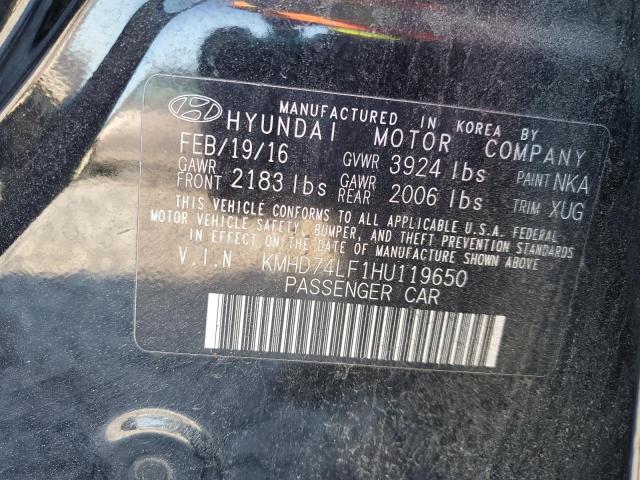 MANUFACTURED IN KOREA BY
HYUNDAI MOTOR COMPANY
FEB/19/16 GVWR 3924 lbs PAINT NKA
GAWR FRONT 2183 lbs GAWR REAR 2006 lbs TRIM XUG
THIS VEHICLE CONFORMS TO ALL APPLICABLE U.S.A. FEDERAL
MOTOR VEHICLE SAFETY, BUMPER, AND THEFT PREVENTION STANDARDS
IN EFFECT ON THE DATE OF MANUFACTURE SHOWN ABOVE
V.I.N KMHD74LF1HU119650
PASSENGER CAR